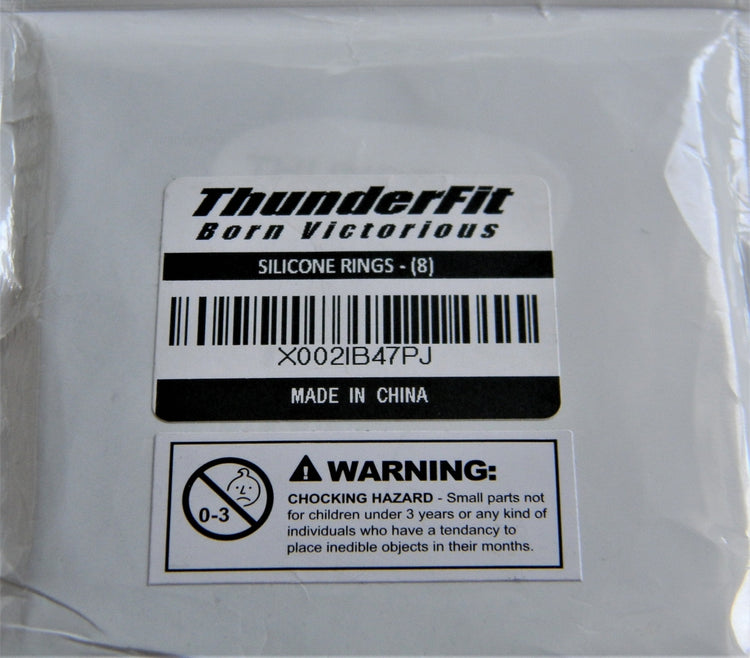 ThunderFit
Born Victorious
SILICONE RINGS - (8)
X002IB47PJ
MADE IN CHINA
0-3
WARNING:
CHOCKING HAZARD - Small parts not
for children under 3 years or any kind of
individuals who have a tendancy to
place inedible objects in their months.